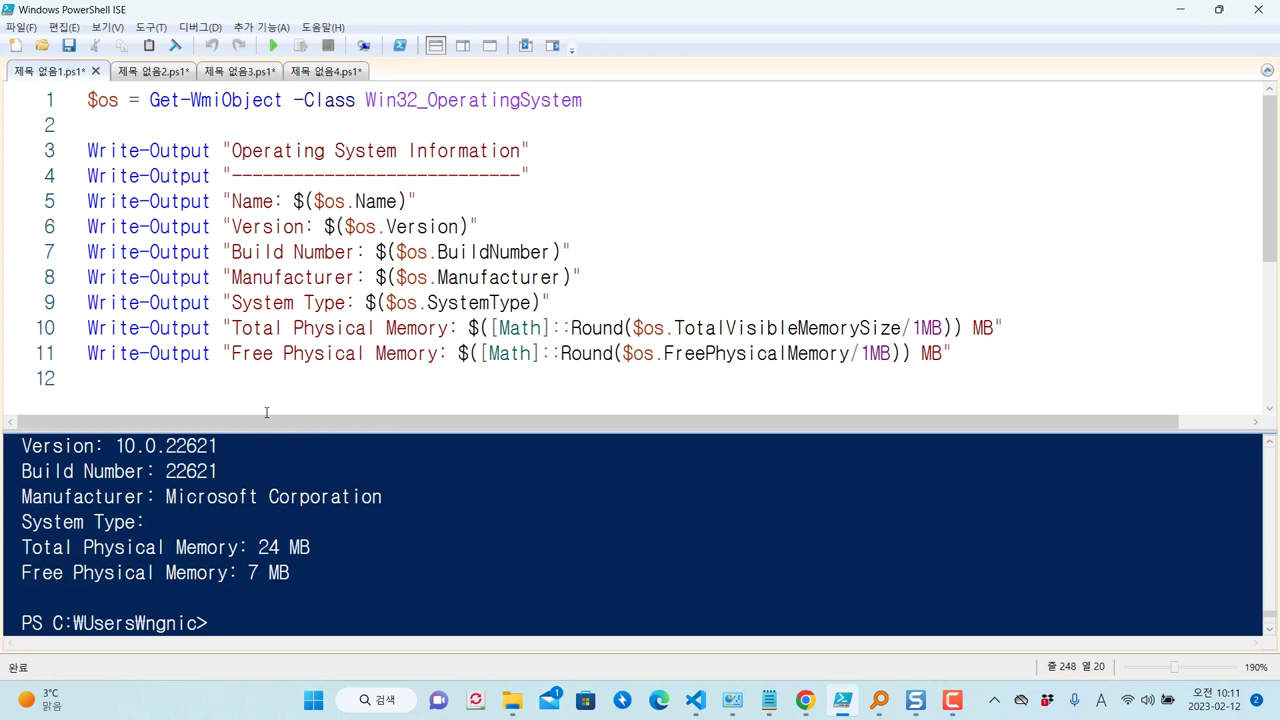 Windows PowerShell ISE
파일(F) 편집(E) 보기(V) 도구(T) 디버그(D) 추가 기능(A) 도움말(H)
제목 없음1.ps1* 제목 없음2.ps1* 제목 없음3.ps1* 제목 없음4.ps1*
1 $os = Get-WmiObject -Class Win32_OperatingSystem
2
3 Write-Output "Operating System Information"
4 Write-Output "----------------------------"
5 Write-Output "Name: $($os.Name)"
6 Write-Output "Version: $($os.Version)"
7 Write-Output "Build Number: $($os.BuildNumber)"
8 Write-Output "Manufacturer: $($os.Manufacturer)"
9 Write-Output "System Type: $($os.SystemType)"
10 Write-Output "Total Physical Memory: $([Math]::Round($os.TotalVisibleMemorySize/1MB)) MB"
11 Write-Output "Free Physical Memory: $([Math]::Round($os.FreePhysicalMemory/1MB)) MB"
12
Version: 10.0.22621
Build Number: 22621
Manufacturer: Microsoft Corporation
System Type:
Total Physical Memory: 24 MB
Free Physical Memory: 7 MB
PS C:₩Users₩ngnic>
완료 줄 248 열 20 190%
3°C 검색 1 A 오전 10:11
맑음 2023-02-12 2